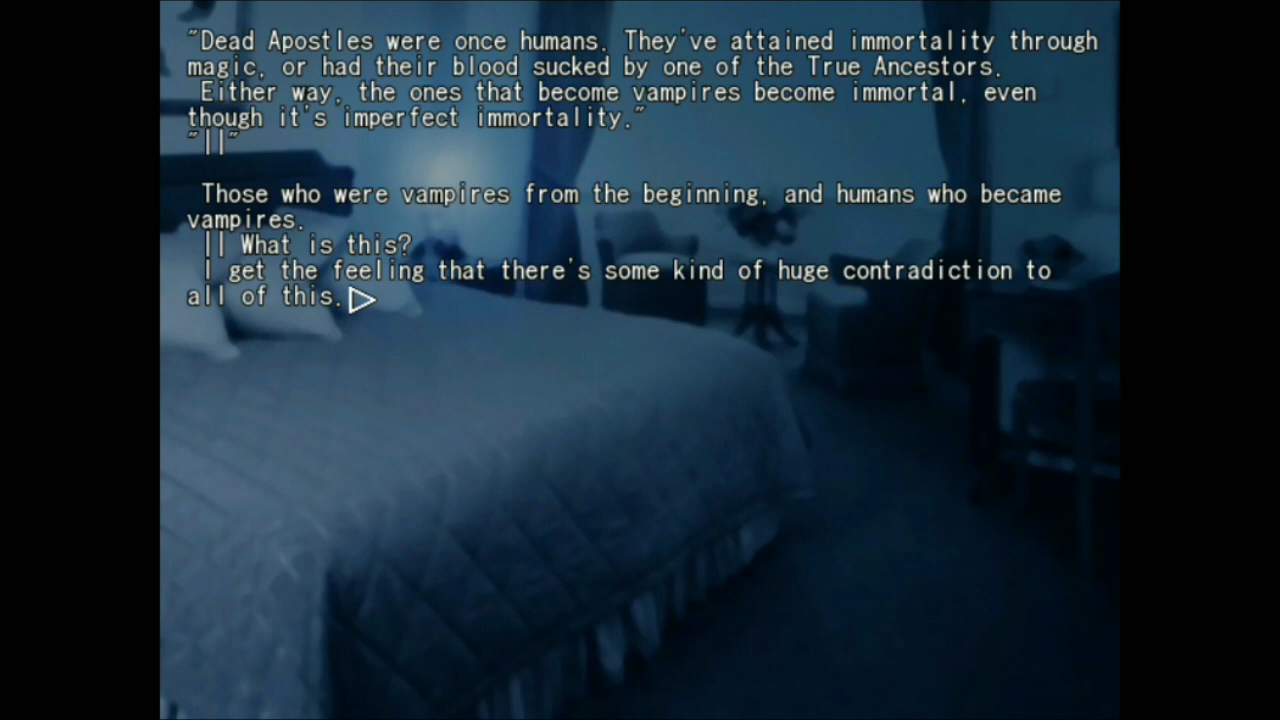 "Dead Apostles were once humans. They've attained immortality through
magic, or had their blood sucked by one of the True Ancestors.
Either way, the ones that become vampires become immortal, even
though it's imperfect immortality."
"||"
Those who were vampires from the beginning, and humans who became
vampires.
|| What is this?
I get the feeling that there's some kind of huge contradiction to
all of this.